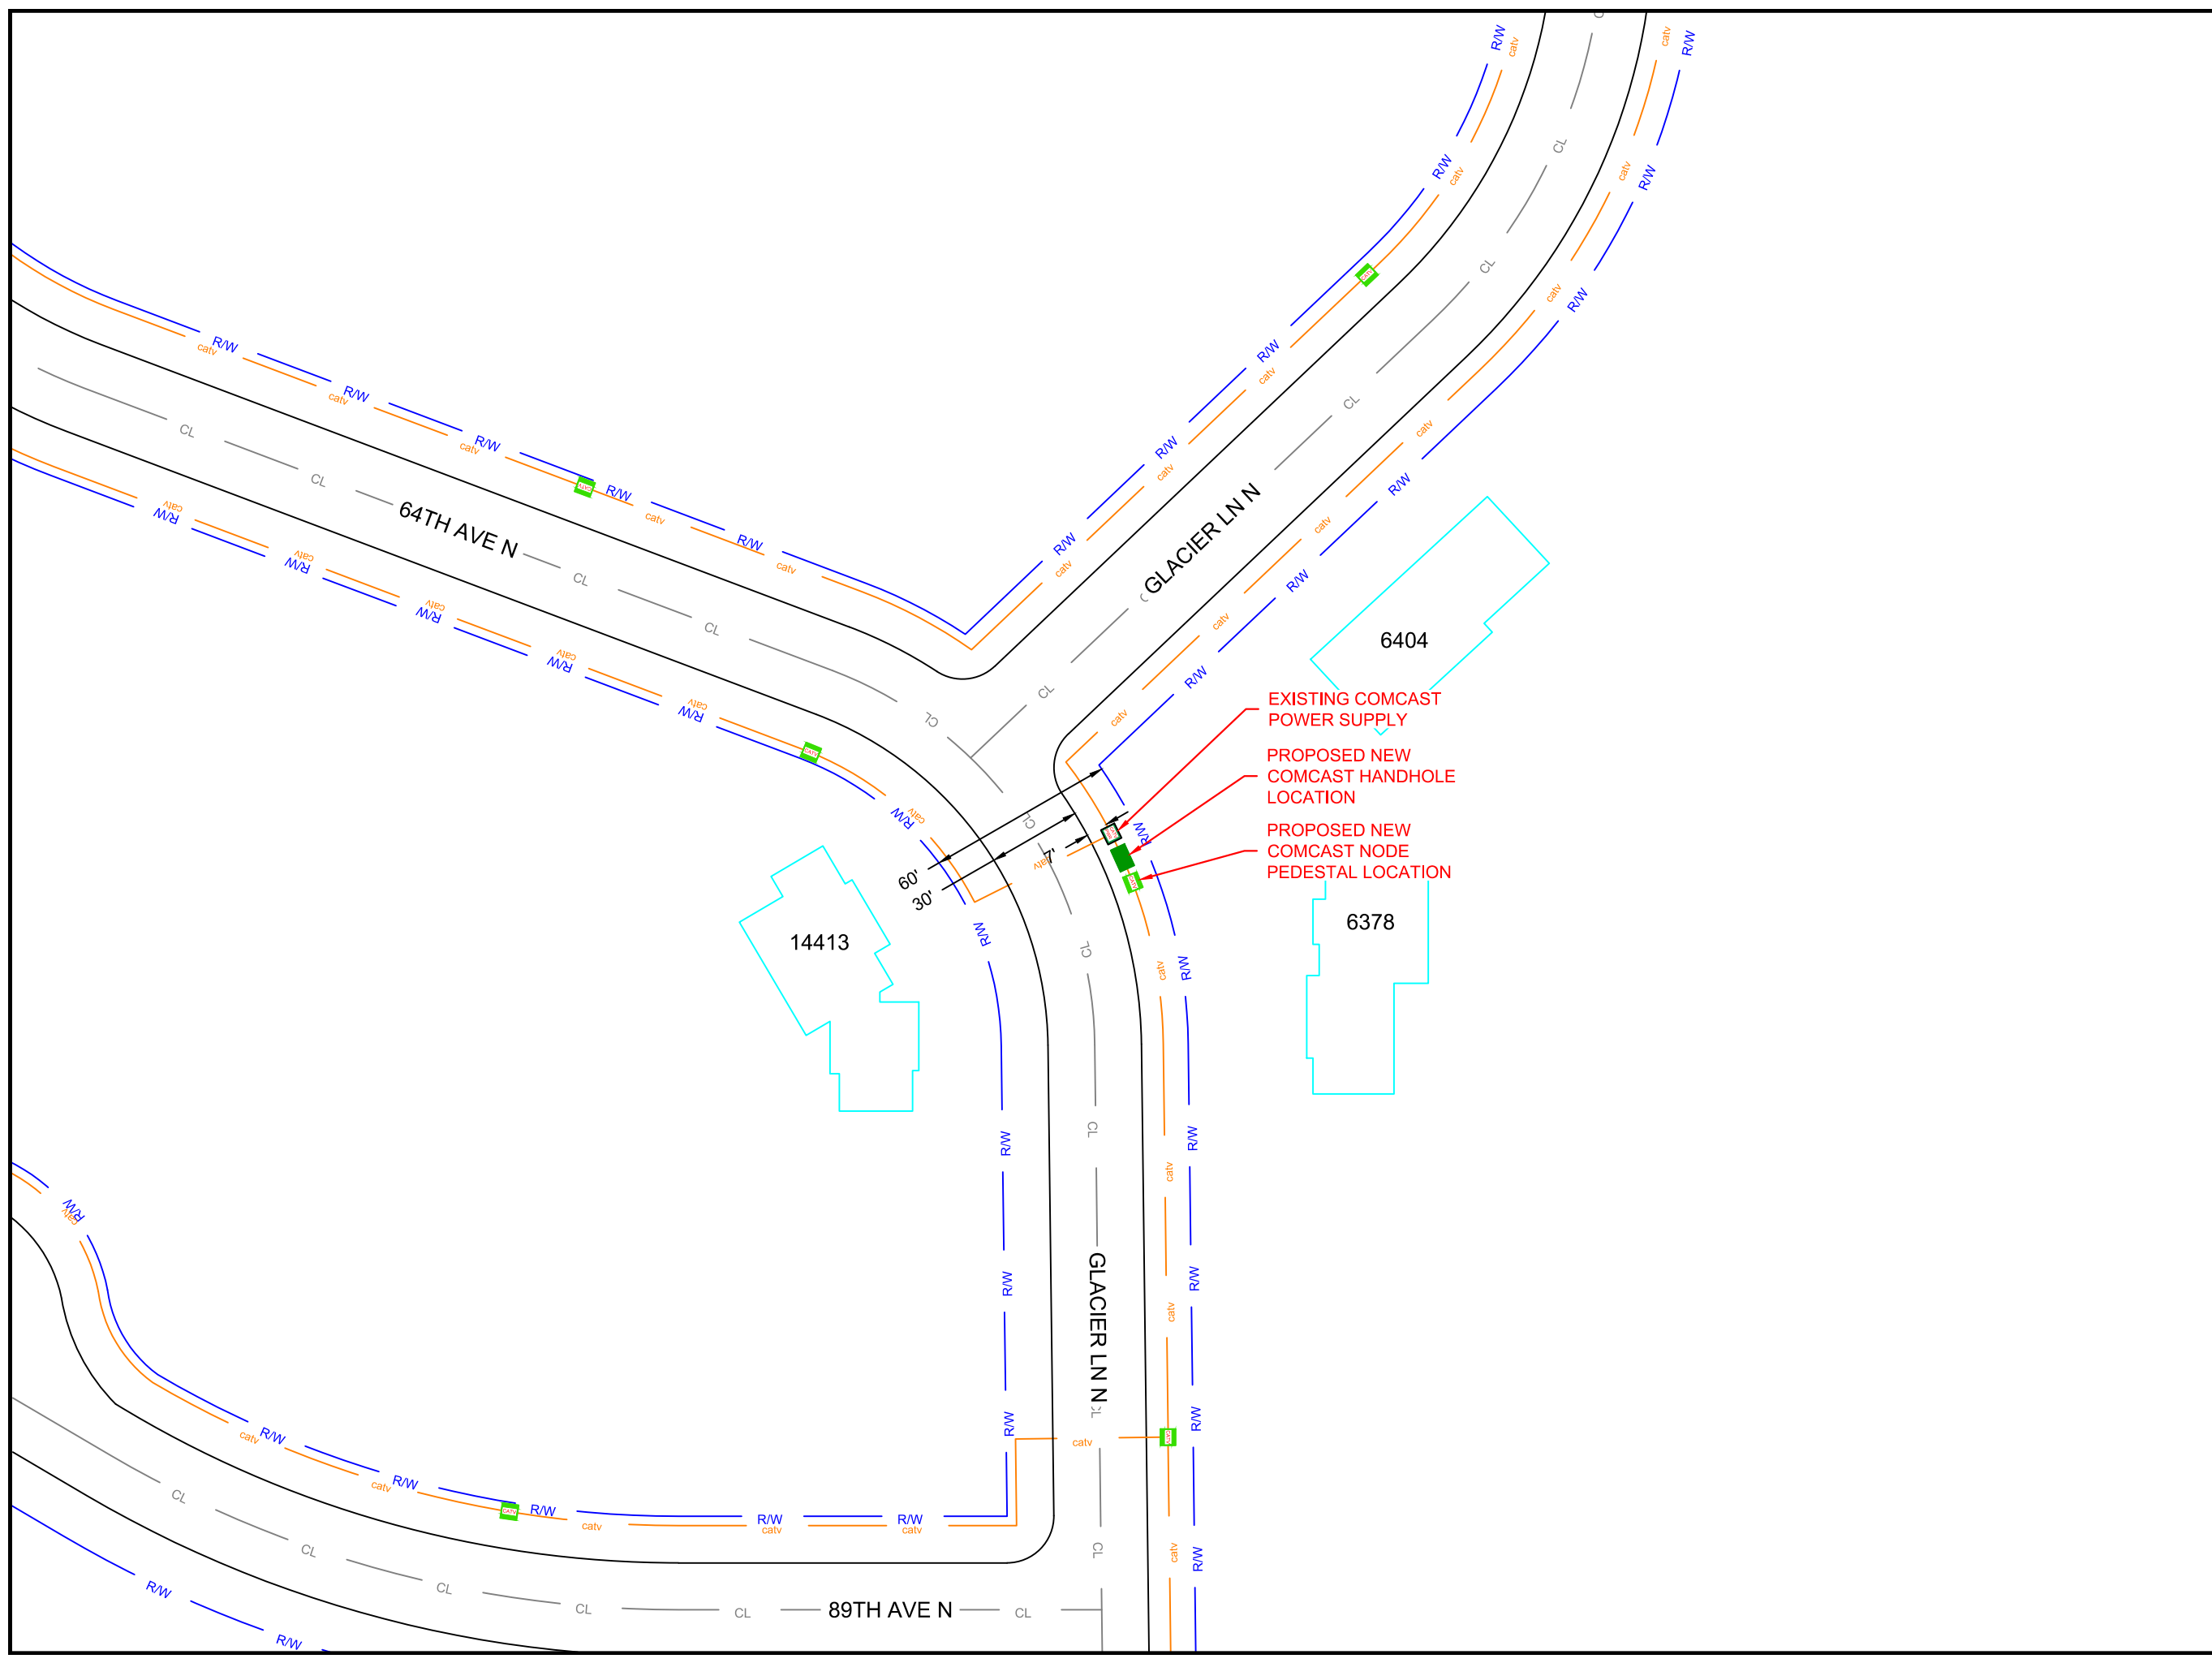 64TH AVE N
GLACIER LN N
6404
EXISTING COMCAST
POWER SUPPLY
PROPOSED NEW
COMCAST HANDHOLE
LOCATION
PROPOSED NEW
COMCAST NODE
PEDESTAL LOCATION
60'
30'
7'
14413
6378
GLACIER LN N
89TH AVE N
R/W
catv
CL
CATV